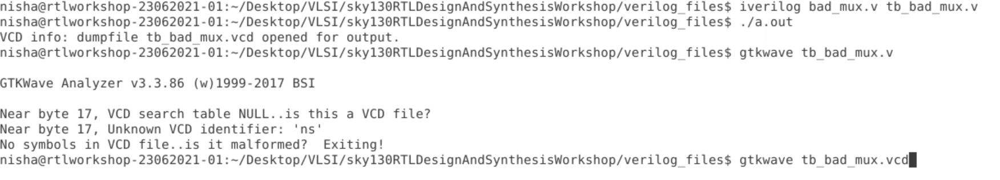 nisha@rtlworkshop-23062021-01:~/Desktop/VLSI/sky130RTLDesignAndSynthesisWorkshop/verilog_files$ iverilog bad_mux.v tb_bad_mux.v
nisha@rtlworkshop-23062021-01:~/Desktop/VLSI/sky130RTLDesignAndSynthesisWorkshop/verilog_files$ ./a.out
VCD info: dumpfile tb_bad_mux.vcd opened for output.
nisha@rtlworkshop-23062021-01:~/Desktop/VLSI/sky130RTLDesignAndSynthesisWorkshop/verilog_files$ gtkwave tb_bad_mux.v
GTKWave Analyzer v3.3.86 (w)1999-2017 BSI
Near byte 17, VCD search table NULL..is this a VCD file?
Near byte 17, Unknown VCD identifier: 'ns'
No symbols in VCD file..is it malformed?  Exiting!
nisha@rtlworkshop-23062021-01:~/Desktop/VLSI/sky130RTLDesignAndSynthesisWorkshop/verilog_files$ gtkwave tb_bad_mux.vcd